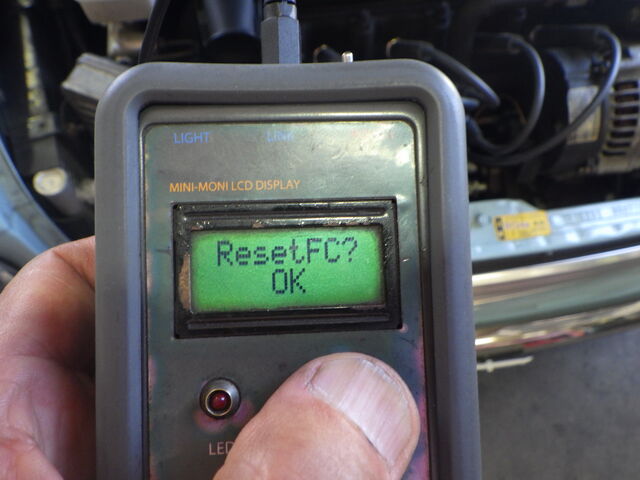 LIGHT LINK
MINI-MONI LCD DISPLAY
ResetFC?
OK
LED